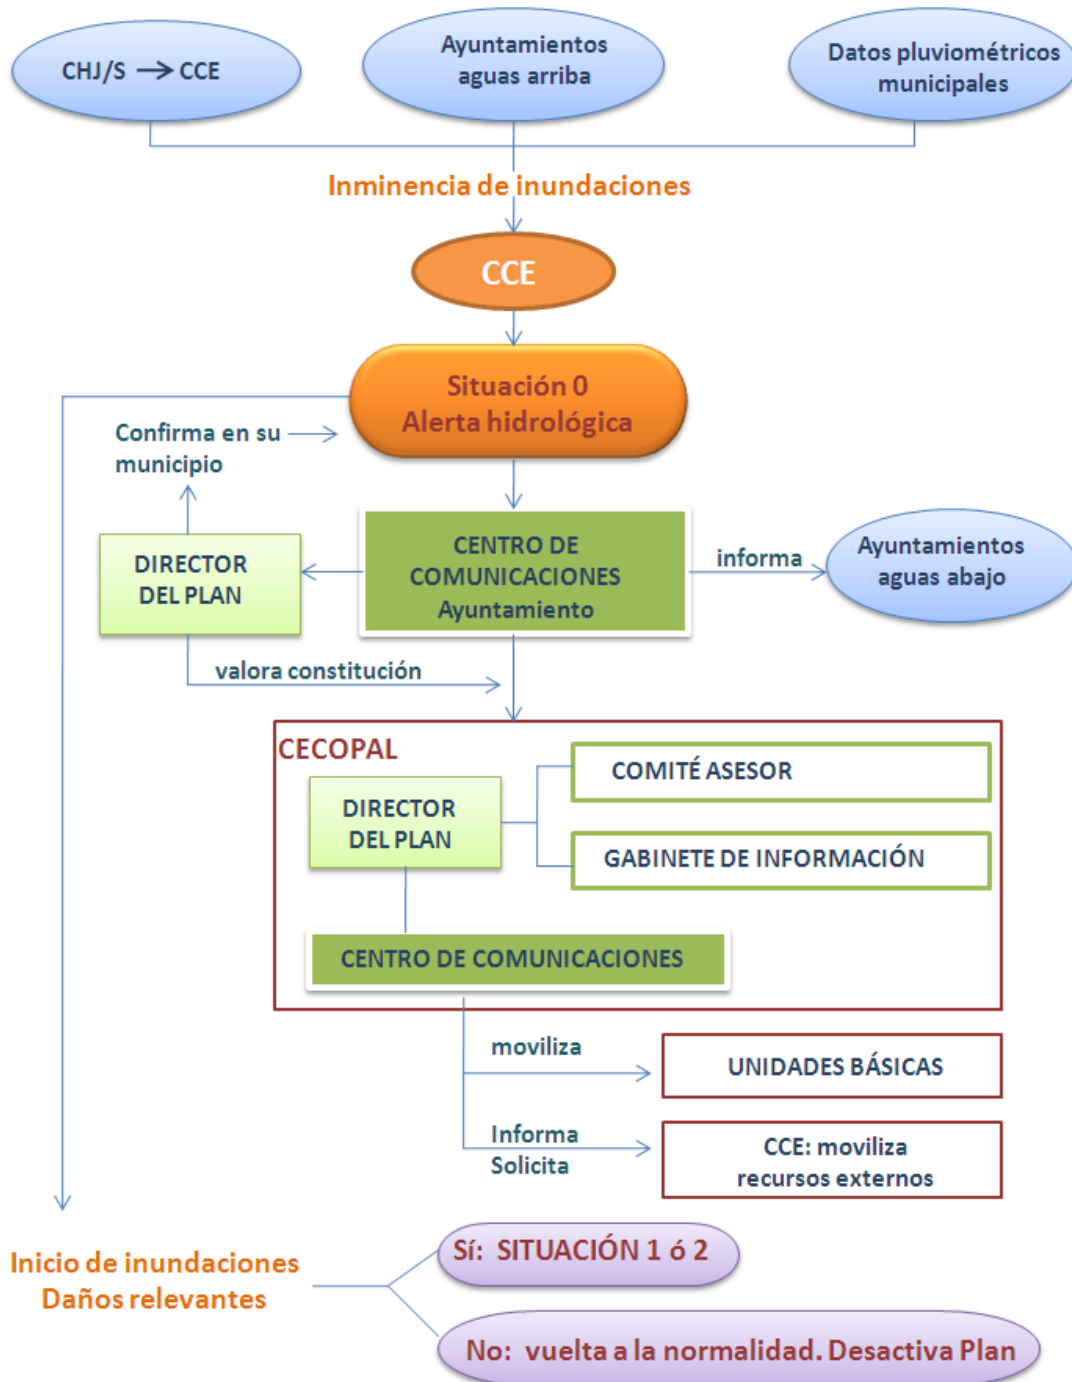 CHJ/S → CCE
Ayuntamientos
aguas arriba
Datos pluviométricos
municipales
Inminencia de inundaciones
CCE
Situación 0
Alerta hidrológica
Confirma en su
municipio
DIRECTOR
DEL PLAN
CENTRO DE
COMUNICACIONES
Ayuntamiento
informa
Ayuntamientos
aguas abajo
valora constitución
CECOPAL
DIRECTOR
DEL PLAN
COMITÉ ASESOR
GABINETE DE INFORMACIÓN
CENTRO DE COMUNICACIONES
moviliza
UNIDADES BÁSICAS
Informa
Solicita
CCE: moviliza
recursos externos
Inicio de inundaciones
Daños relevantes
Sí: SITUACIÓN 1 ó 2
No: vuelta a la normalidad. Desactiva Plan